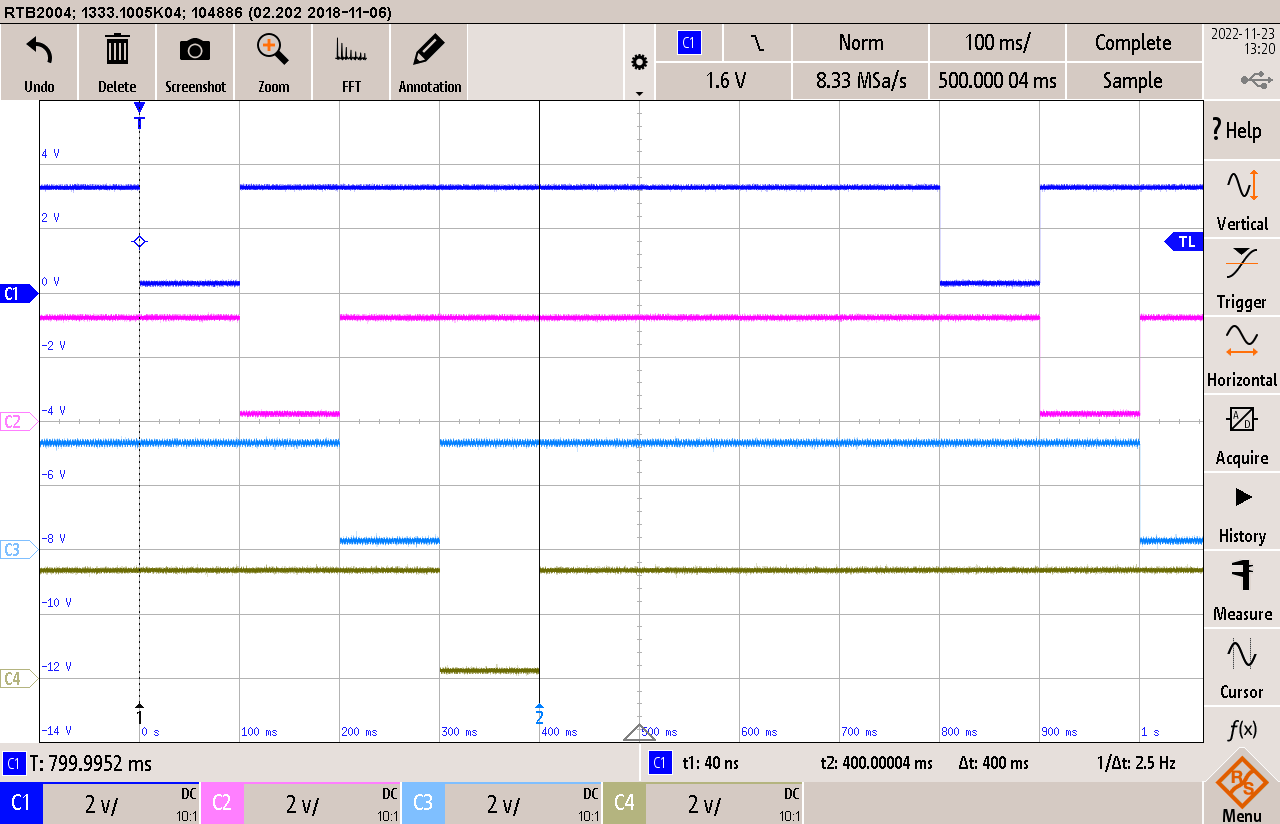 RTB2004; 1333.1005K04; 104886 (02.202 2018-11-06)
Undo Delete Screenshot Zoom FFT Annotation
C1 Norm 100 ms/ Complete
1.6 V 8.33 MSa/s 500.000 04 ms Sample
2022-11-23
13:20
T
4 V
2 V
TL
0 V
C1
-2 V
-4 V
C2
-6 V
-8 V
C3
-10 V
-12 V
C4
1 2
-14 V 0 s 100 ms 200 ms 300 ms 400 ms 500 ms 600 ms 700 ms 800 ms 900 ms 1 s
? Help
Vertical
Trigger
Horizontal
A/D
Acquire
History
Measure
Cursor
f(x)
R&S
Menu
C1 T: 799.9952 ms
C1 t1: 40 ns t2: 400.00004 ms Δt: 400 ms 1/Δt: 2.5 Hz
C1 2 V/ DC 10:1 C2 2 V/ DC 10:1 C3 2 V/ DC 10:1 C4 2 V/ DC 10:1